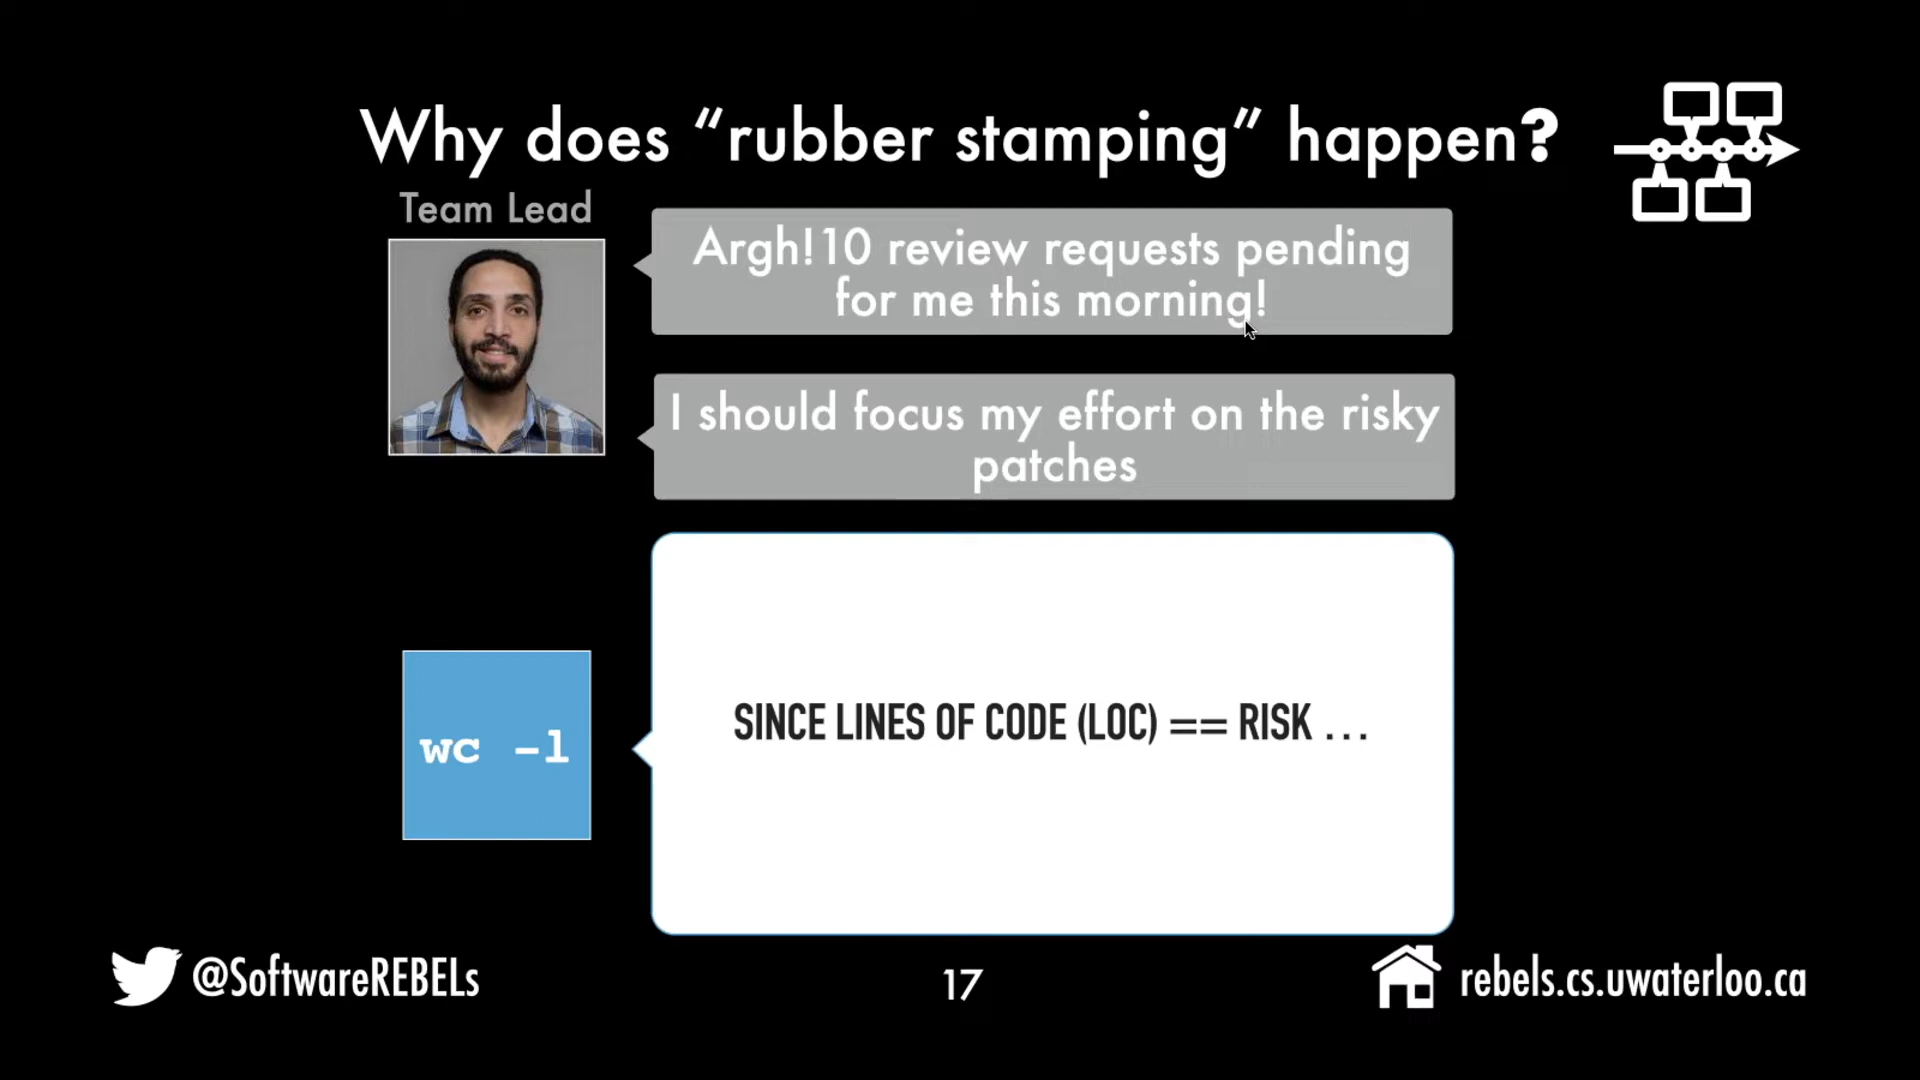 Why does “rubber stamping” happen?
Team Lead
Argh!10 review requests pending
for me this morning!
I should focus my effort on the risky
patches
wc -l
SINCE LINES OF CODE (LOC) == RISK ...
@SoftwareREBELs
17
rebels.cs.uwaterloo.ca